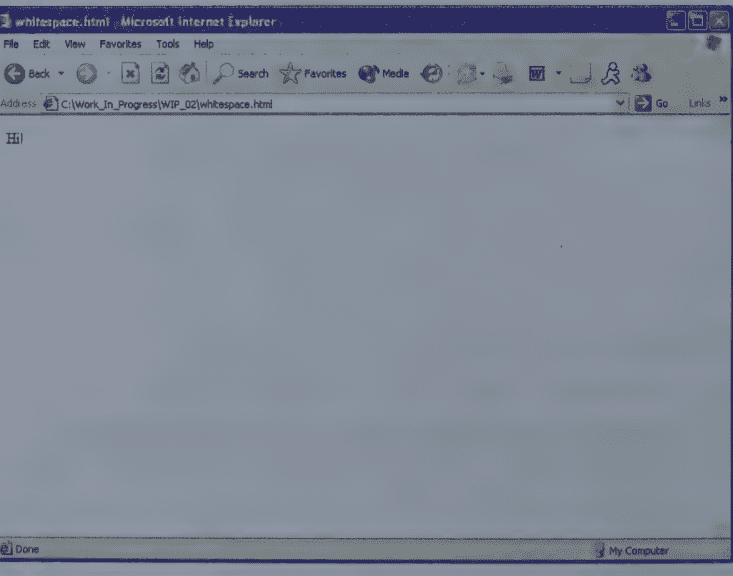 whitespace.html - Microsoft Internet Explorer
File Edit View Favorites Tools Help
Back Search Favorites Media W
Address C:\Work_In_Progress\WIP_02\whitespace.html Go Links »
Hi!
Done My Computer